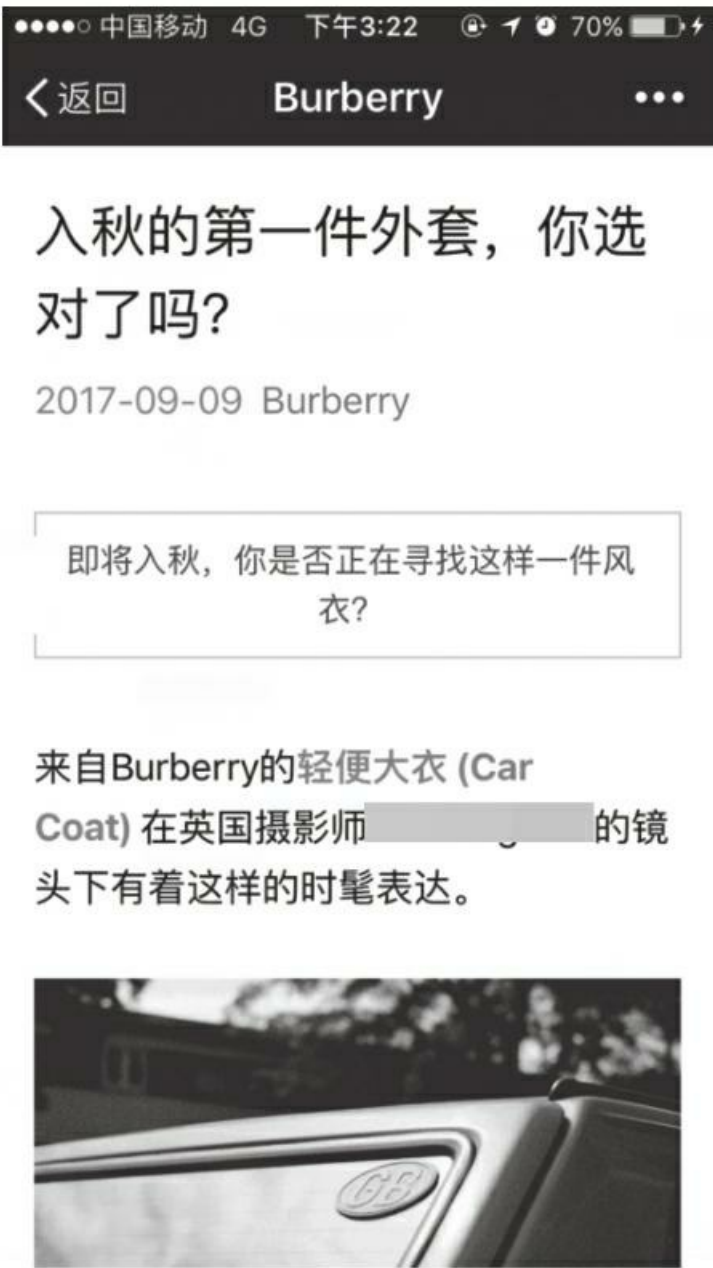 中国移动 4G 下午3:22 70%
返回 Burberry
入秋的第一件外套，你选
对了吗？
2017-09-09 Burberry
即将入秋，你是否正在寻找这样一件风
衣？
来自Burberry的轻便大衣 (Car
Coat) 在英国摄影师 的镜
头下有着这样的时髦表达。
GB